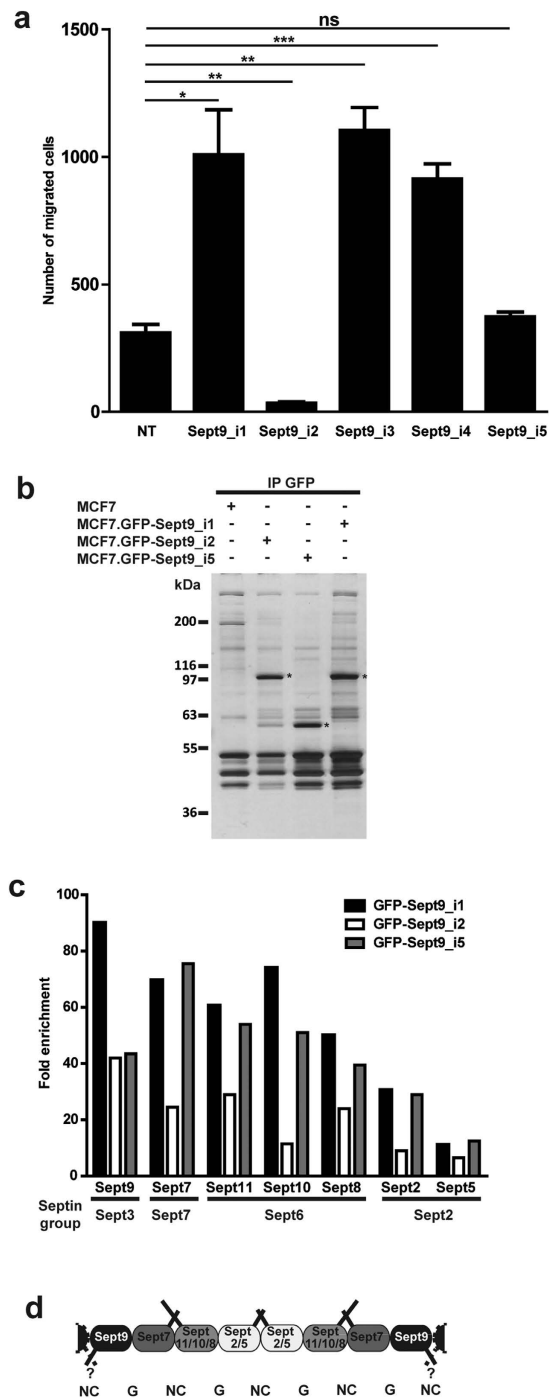 a
ns
***
**
**
*
1500
1000
500
0
Number of migrated cells
NT Sept9_i1 Sept9_i2 Sept9_i3 Sept9_i4 Sept9_i5
b
IP GFP
MCF7 + - - -
MCF7.GFP-Sept9_i1 - - - +
MCF7.GFP-Sept9_i2 - + - -
MCF7.GFP-Sept9_i5 - - + -
kDa
200
116
97
* *
63
*
55
36
c
100
80
60
40
20
0
Fold enrichment
GFP-Sept9_i1
GFP-Sept9_i2
GFP-Sept9_i5
Sept9 Sept7 Sept11 Sept10 Sept8 Sept2 Sept5
Septin group
Sept3 Sept7 Sept6 Sept2
d
Sept9 Sept7 Sept 11/10/8 Sept 2/5 Sept 2/5 Sept 11/10/8 Sept7 Sept9
? ?
NC G NC G NC G NC G NC